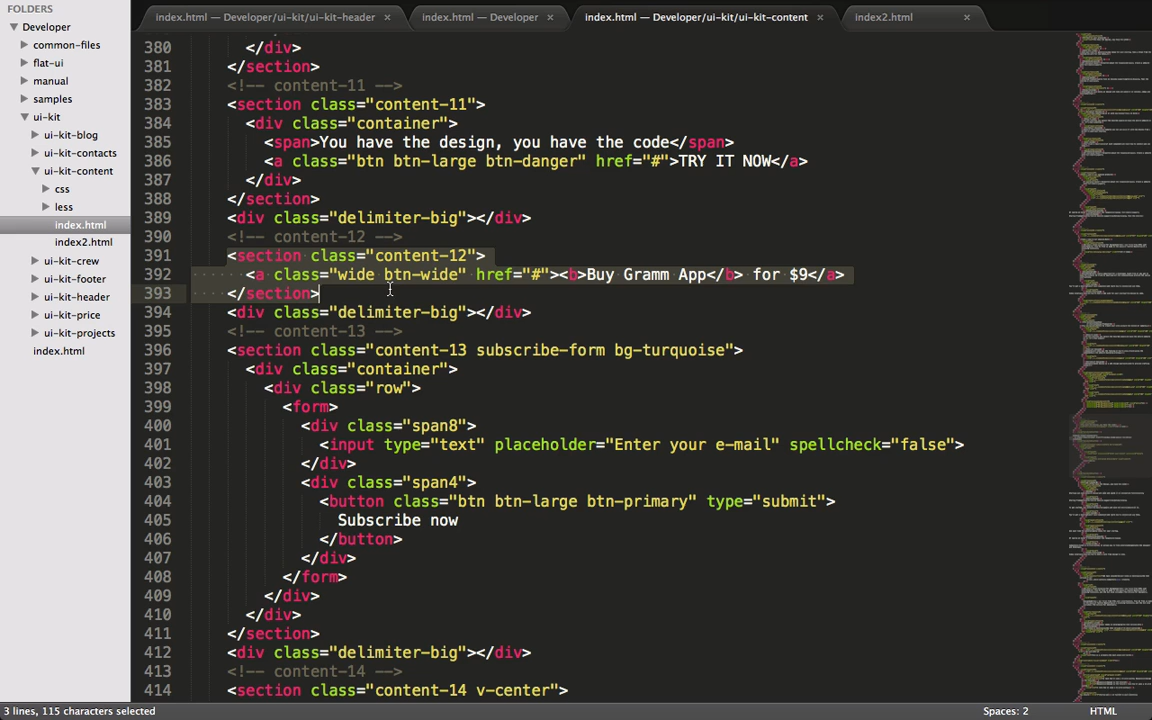 FOLDERS
Developer
common-files
flat-ui
manual
samples
ui-kit
ui-kit-blog
ui-kit-contacts
ui-kit-content
css
less
index.html
index2.html
ui-kit-crew
ui-kit-footer
ui-kit-header
ui-kit-price
ui-kit-projects
index.html
index.html — Developer/ui-kit/ui-kit-header × index.html — Developer × index.html — Developer/ui-kit/ui-kit-content × index2.html ×
380 </div>
381 </section>
382 <!-- content-11 -->
383 <section class="content-11">
384 <div class="container">
385 <span>You have the design, you have the code</span>
386 <a class="btn btn-large btn-danger" href="#">TRY IT NOW</a>
387 </div>
388 </section>
389 <div class="delimiter-big"></div>
390 <!-- content-12 -->
391 <section class="content-12">
392 <a class="wide btn-wide" href="#"><b>Buy Gramm App</b> for $9</a>
393 </section>
394 <div class="delimiter-big"></div>
395 <!-- content-13 -->
396 <section class="content-13 subscribe-form bg-turquoise">
397 <div class="container">
398 <div class="row">
399 <form>
400 <div class="span8">
401 <input type="text" placeholder="Enter your e-mail" spellcheck="false">
402 </div>
403 <div class="span4">
404 <button class="btn btn-large btn-primary" type="submit">
405 Subscribe now
406 </button>
407 </div>
408 </form>
409 </div>
410 </div>
411 </section>
412 <div class="delimiter-big"></div>
413 <!-- content-14 -->
414 <section class="content-14 v-center">
3 lines, 115 characters selected
Spaces: 2 HTML